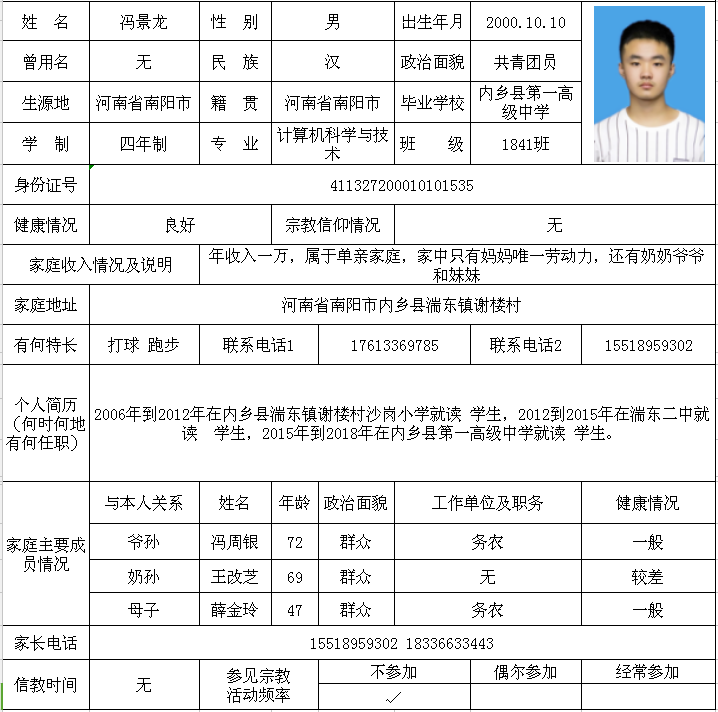 姓 名 冯景龙 性 别 男 出生年月 2000.10.10
曾用名 无 民 族 汉 政治面貌 共青团员
生源地 河南省南阳市 籍 贯 河南省南阳市 毕业学校 内乡县第一高
级中学
学 制 四年制 专 业 计算机科学与技
术 班 级 1841班
身份证号 411327200010101535
健康情况 良好 宗教信仰情况 无
家庭收入情况及说明 年收入一万，属于单亲家庭，家中只有妈妈唯一劳动力，还有奶奶爷爷
和妹妹
家庭地址 河南省南阳市内乡县湍东镇谢楼村
有何特长 打球 跑步 联系电话1 17613369785 联系电话2 15518959302
个人简历
（何时何地
有何任职）
2006年到2012年在内乡县湍东镇谢楼村沙岗小学就读 学生，2012到2015年在湍东二中就
读 学生，2015年到2018年在内乡县第一高级中学就读 学生。
家庭主要成
员情况
与本人关系 姓名 年龄 政治面貌 工作单位及职务 健康情况
爷孙 冯周银 72 群众 务农 一般
奶孙 王改芝 69 群众 无 较差
母子 薛金玲 47 群众 务农 一般
家长电话 15518959302 18336633443
信教时间 无 参见宗教
活动频率 不参加 偶尔参加 经常参加
✓